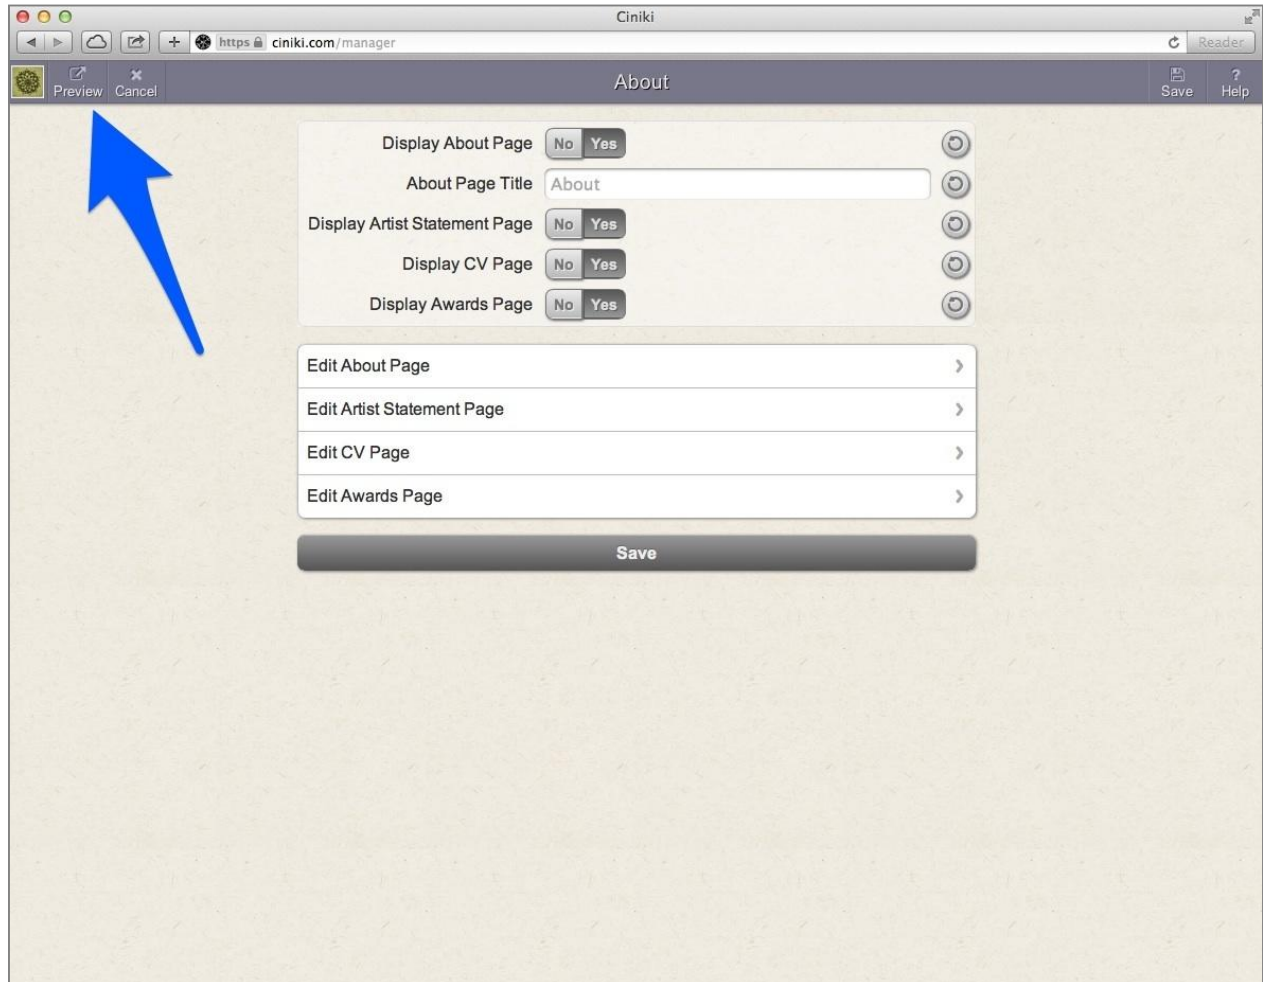 Ciniki
https ciniki.com/manager
Reader
Preview Cancel About Save ? Help
Display About Page No Yes
About Page Title About
Display Artist Statement Page No Yes
Display CV Page No Yes
Display Awards Page No Yes
Edit About Page
Edit Artist Statement Page
Edit CV Page
Edit Awards Page
Save